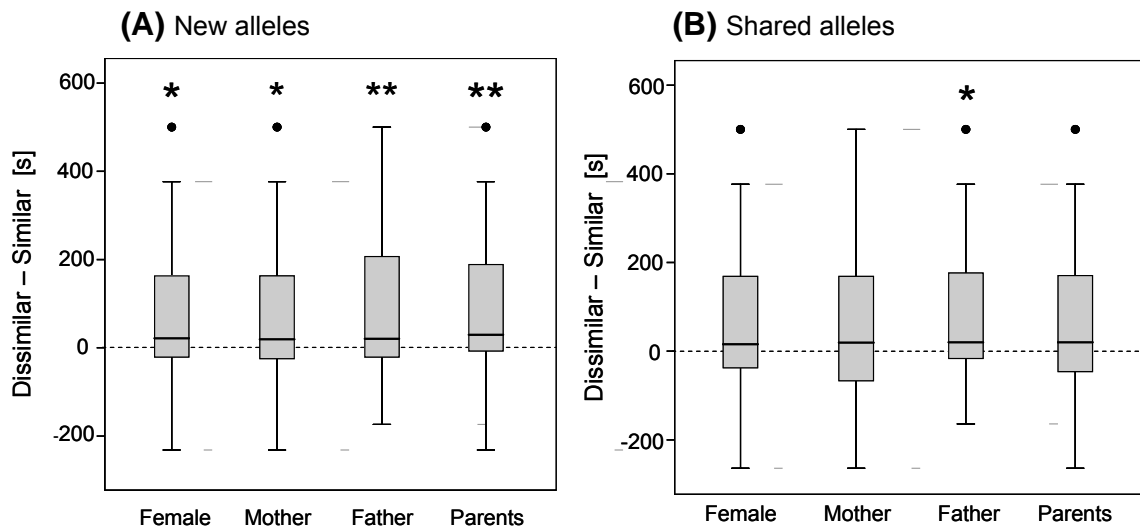 (A) New alleles
Dissimilar – Similar [s]
600
400
200
0
-200
* * ** **
Female Mother Father Parents
(B) Shared alleles
Dissimilar – Similar [s]
600
400
200
0
-200
*
Female Mother Father Parents